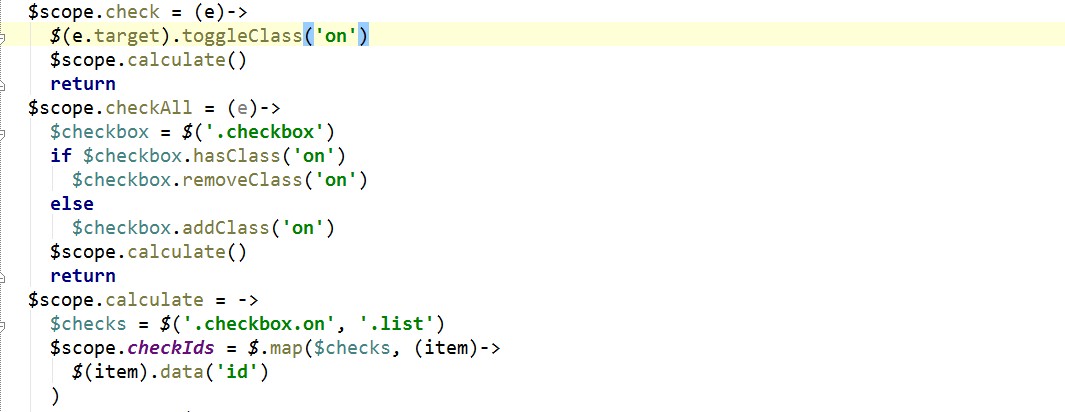 $scope.check = (e)->
  $(e.target).toggleClass('on')
  $scope.calculate()
  return
$scope.checkAll = (e)->
  $checkbox = $('.checkbox')
  if $checkbox.hasClass('on')
    $checkbox.removeClass('on')
  else
    $checkbox.addClass('on')
  $scope.calculate()
  return
$scope.calculate = ->
  $checks = $('.checkbox.on', '.list')
  $scope.checkIds = $.map($checks, (item)->
    $(item).data('id')
  )